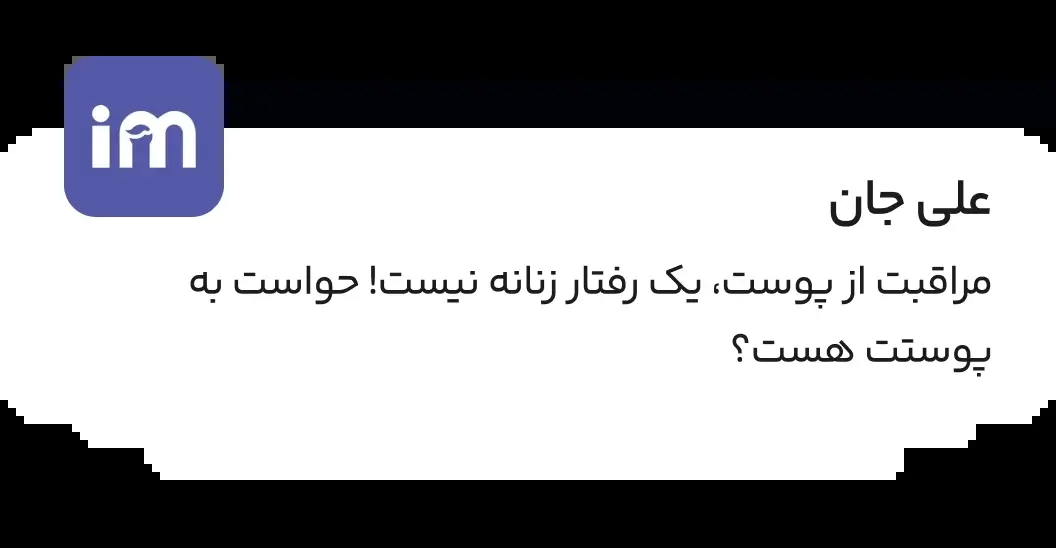 im
علی جان
مراقبت از پوست، یک رفتار زنانه نیست! حواست به
پوستت هست؟